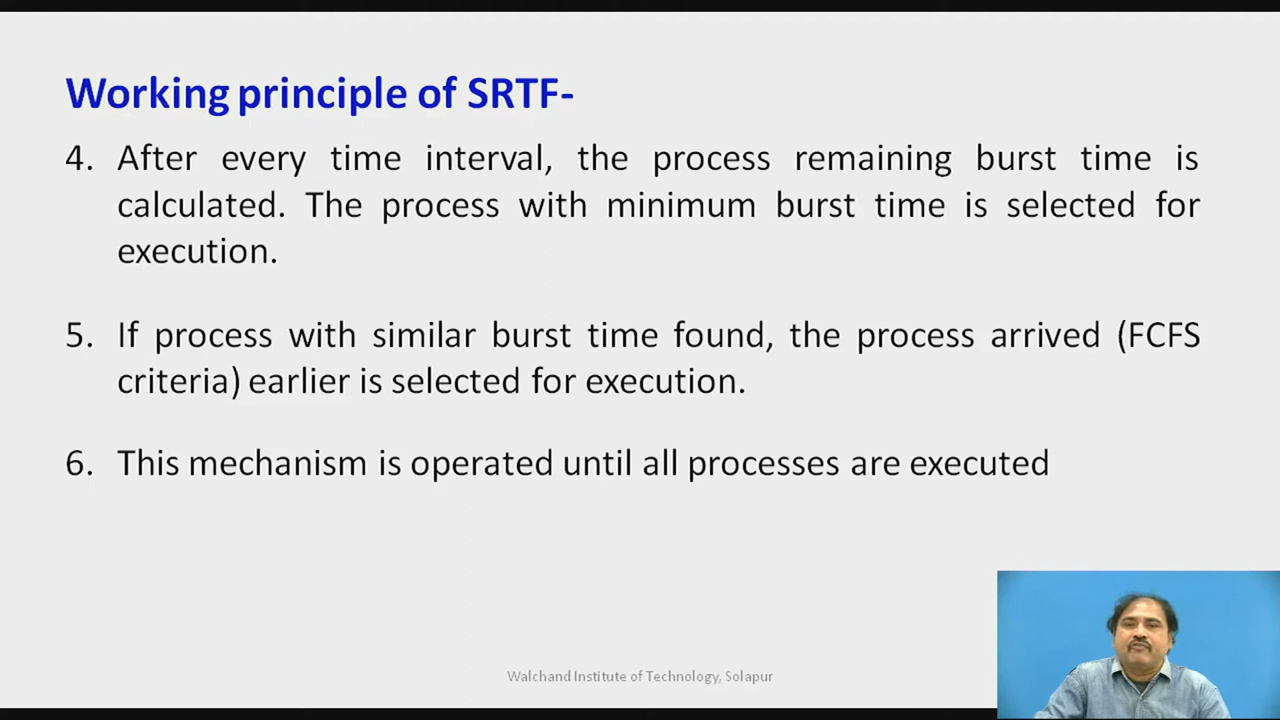 Working principle of SRTF-
4. After every time interval, the process remaining burst time is
calculated. The process with minimum burst time is selected for
execution.
5. If process with similar burst time found, the process arrived (FCFS
criteria) earlier is selected for execution.
6. This mechanism is operated until all processes are executed
Walchand Institute of Technology, Solapur